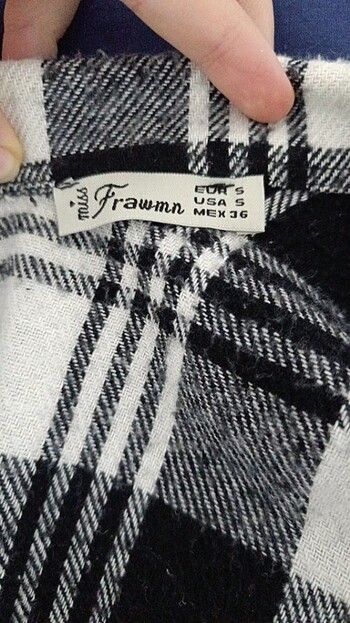 miss Frawmn
EUR S
USA S
MEX 36